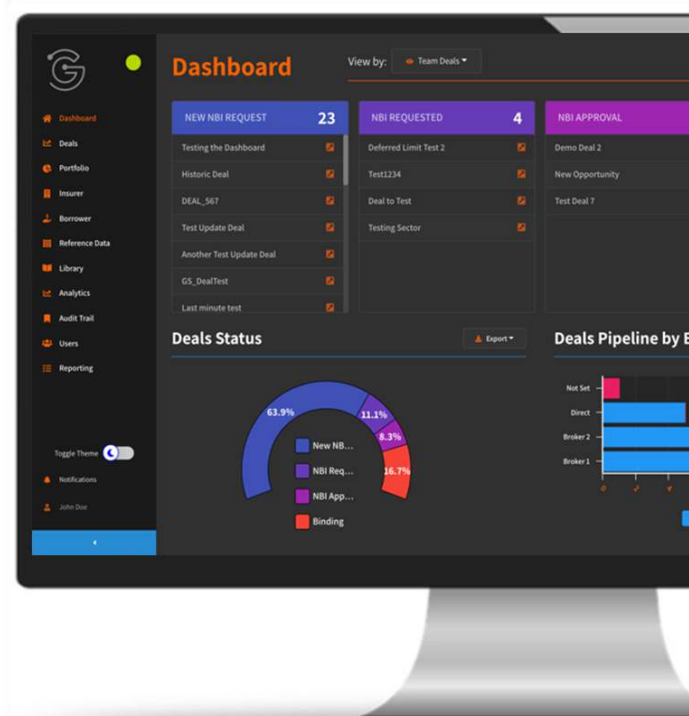 G
Dashboard
View by:
Team Deals
Dashboard
Deals
Portfolio
Insurer
Borrower
Reference Data
Library
Analytics
Audit Trail
Users
Reporting
Toggle Theme
Notifications
John Doe
NEW NBI REQUEST 23
Testing the Dashboard
Historic Deal
DEAL_567
Test Update Deal
Another Test Update Deal
GS_DealTest
Last minute test
NBI REQUESTED 4
Deferred Limit Test 2
Test1234
Deal to Test
Testing Sector
NBI APPROVAL
Demo Deal 2
New Opportunity
Test Deal 7
Deals Status
Export
63.9%
11.1%
8.3%
16.7%
New NB...
NBI Req...
NBI App...
Binding
Deals Pipeline by
Not Set
Direct
Broker 2
Broker 1